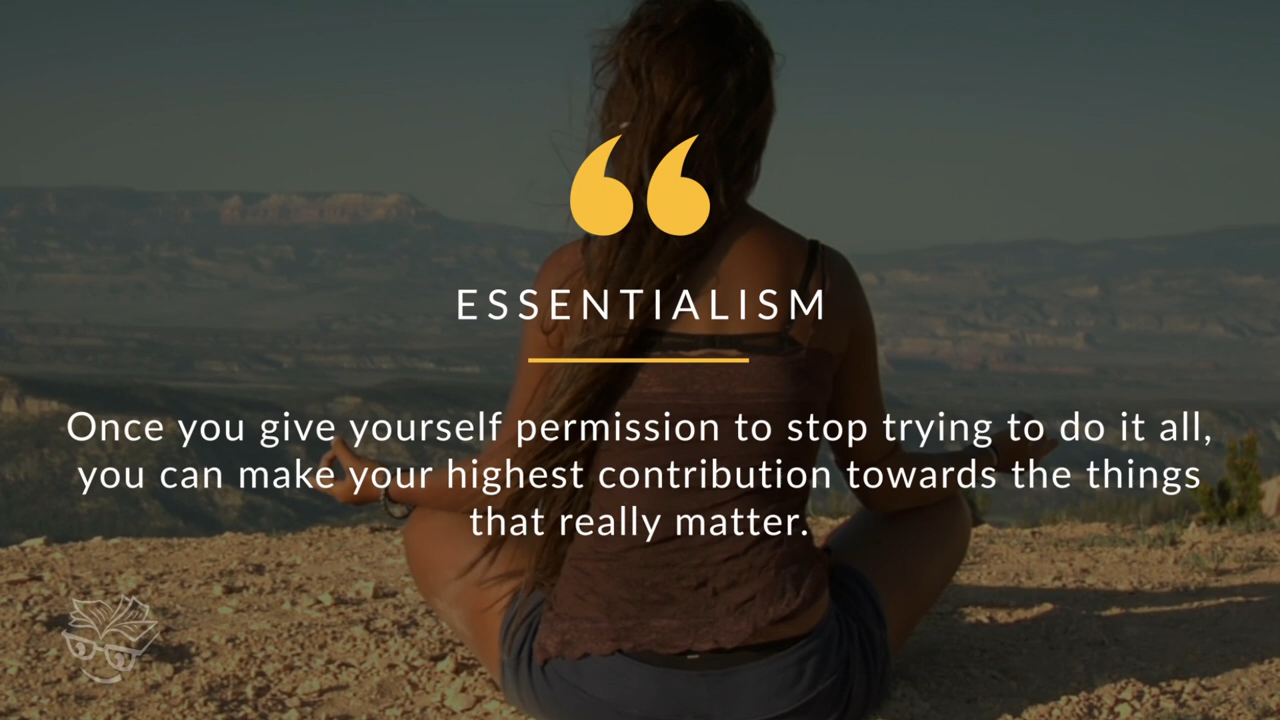 ESSENTIALISM
Once you give yourself permission to stop trying to do it all,
you can make your highest contribution towards the things
that really matter.